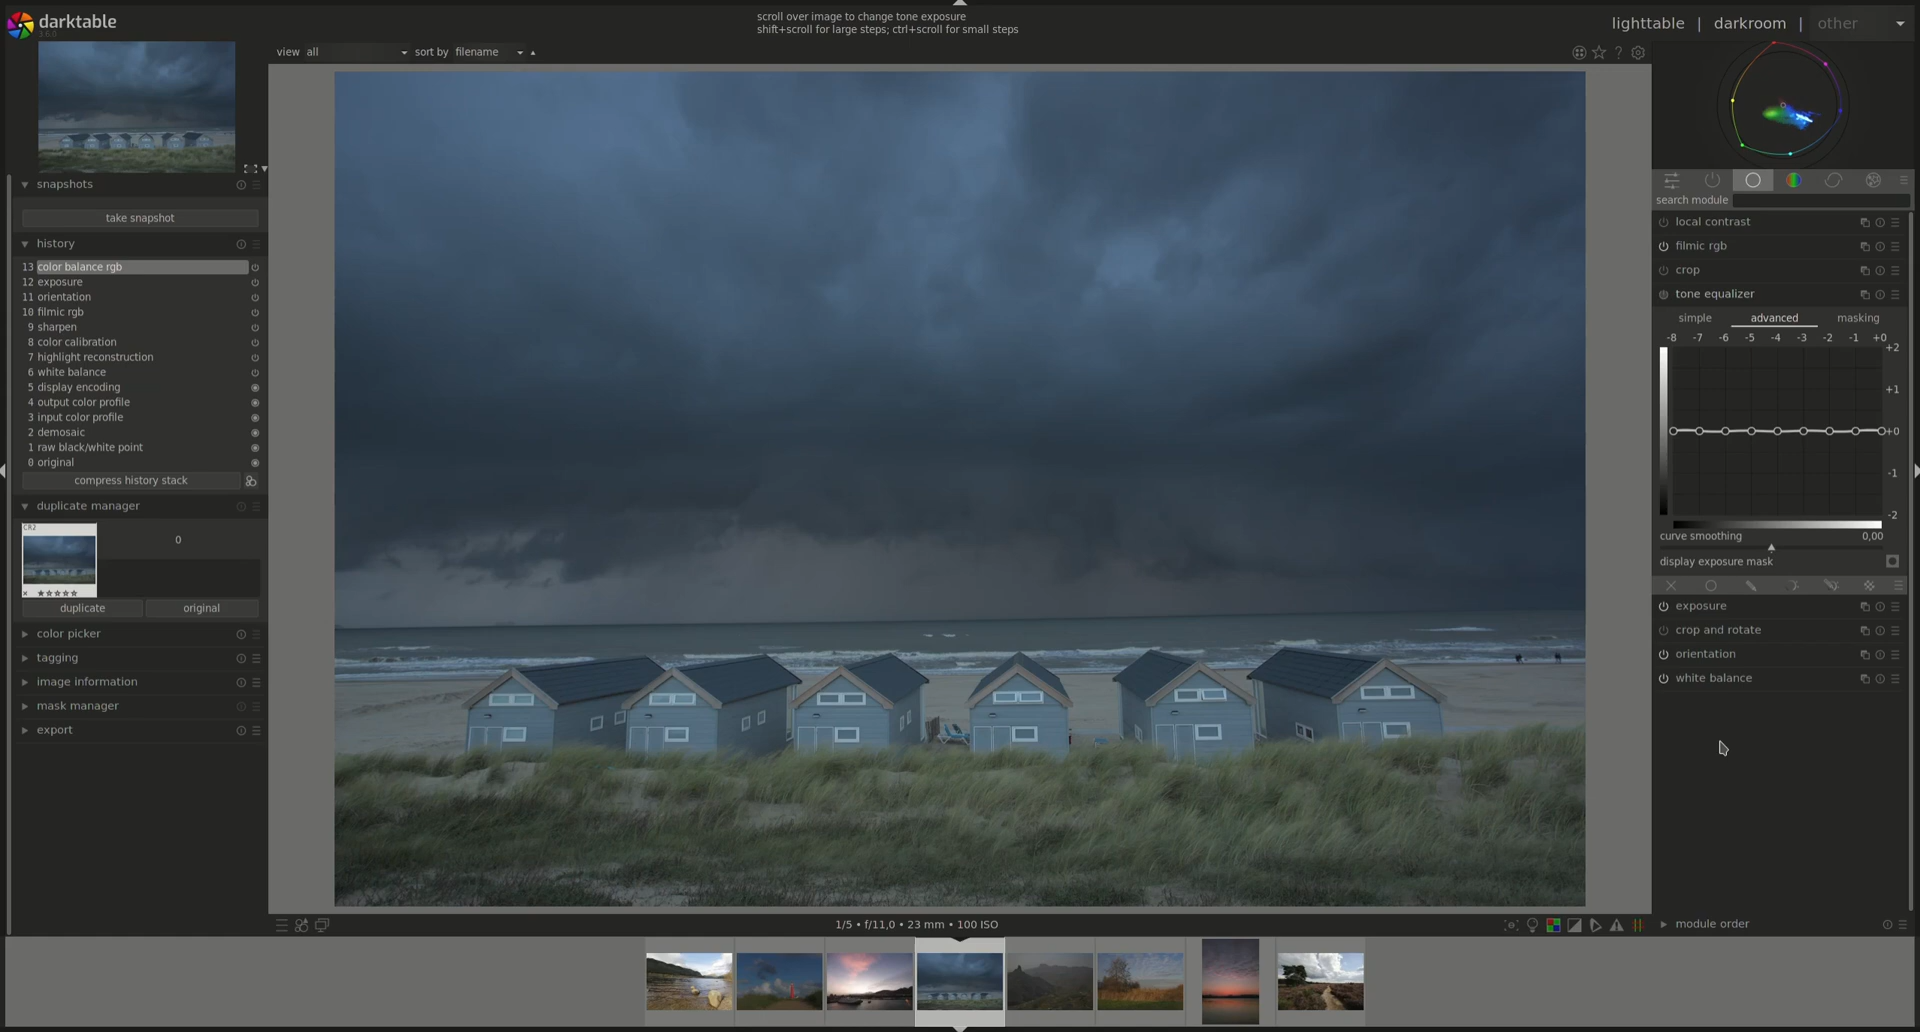 darktable
3.6.0
scroll over image to change tone exposure
shift+scroll for large steps; ctrl+scroll for small steps
lighttable | darkroom | other
view all sort by filename
snapshots
take snapshot
history
13 color balance rgb
12 exposure
11 orientation
10 filmic rgb
9 sharpen
8 color calibration
7 highlight reconstruction
6 white balance
5 display encoding
4 output color profile
3 input color profile
2 demosaic
1 raw black/white point
0 original
compress history stack
duplicate manager
CR2
0
duplicate original
color picker
tagging
image information
mask manager
export
search module
local contrast
filmic rgb
crop
tone equalizer
simple advanced masking
-8 -7 -6 -5 -4 -3 -2 -1 +0
+2
+1
+0
-1
-2
curve smoothing 0,00
display exposure mask
exposure
crop and rotate
orientation
white balance
1/5 • f/11,0 • 23 mm • 100 ISO
module order